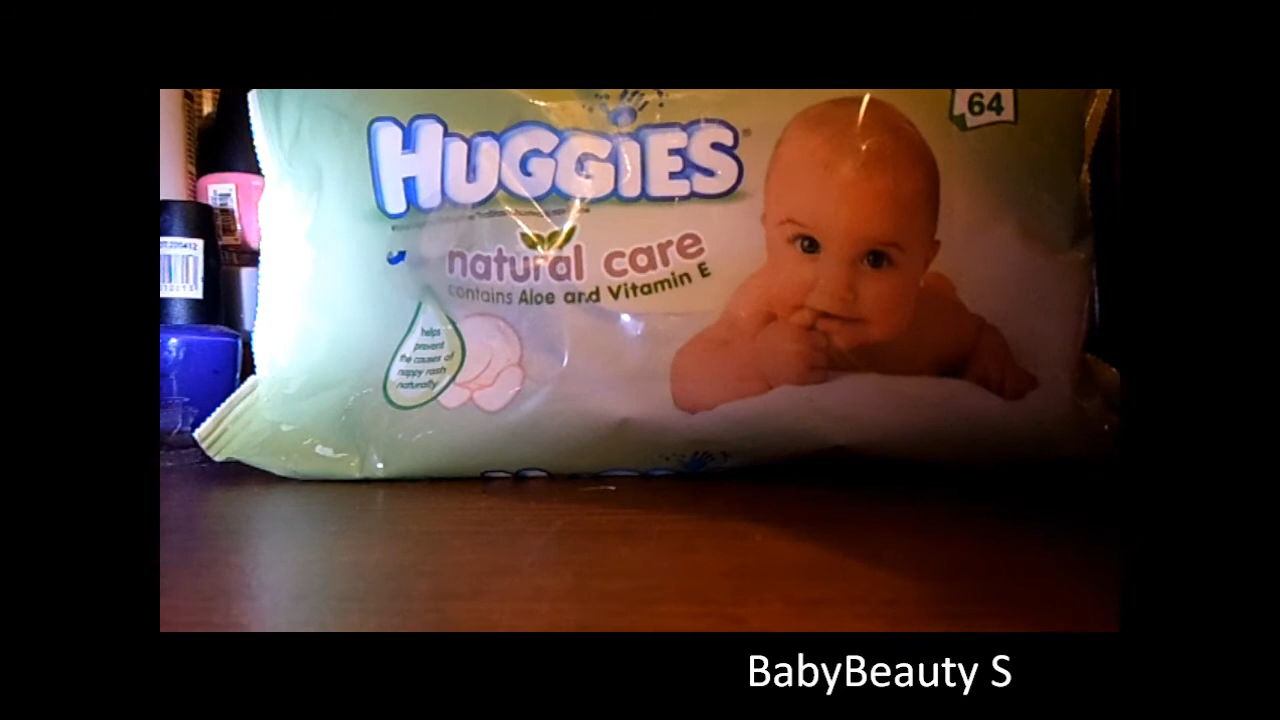 64
HUGGIES
natural care
contains Aloe and Vitamin E
helps
prevent
the causes of
nappy rash
naturally
BabyBeauty S